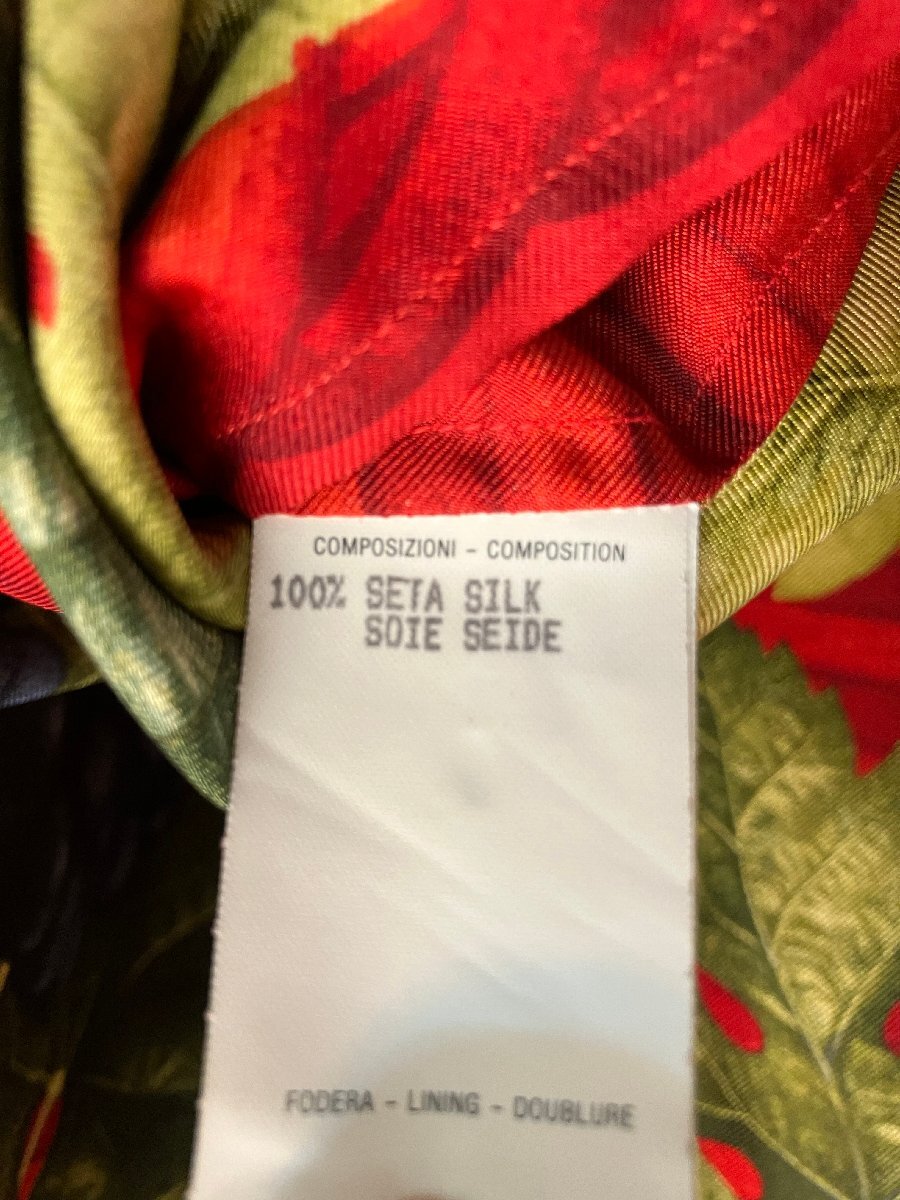 COMPOSIZIONI - COMPOSITION
100% SETA SILK
SOIE SEIDE
FODERA - LINING - DOUBLURE